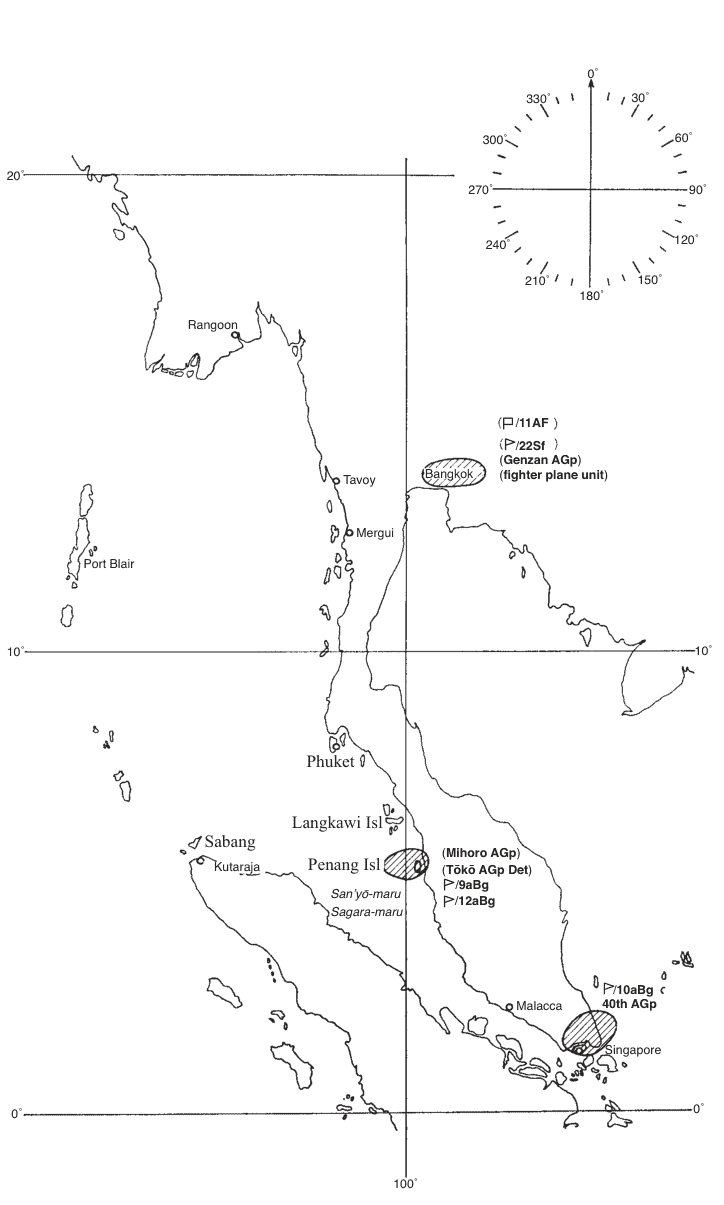 0°
330°
30°
300°
60°
20°
270°
90°
240°
120°
210°
150°
180°
Rangoon
( /11AF )
( /22Sf )
(Genzan AGp)
Bangkok
(fighter plane unit)
Tavoy
Mergui
Port Blair
10°
10°
Phuket
Langkawi Isl
Sabang
Kutaraja
Penang Isl
(Mihoro AGp)
(Tōkō AGp Det)
/9aBg
/12aBg
San'yō-maru
Sagara-maru
/10aBg
40th AGp
Malacca
Singapore
0°
0°
100°